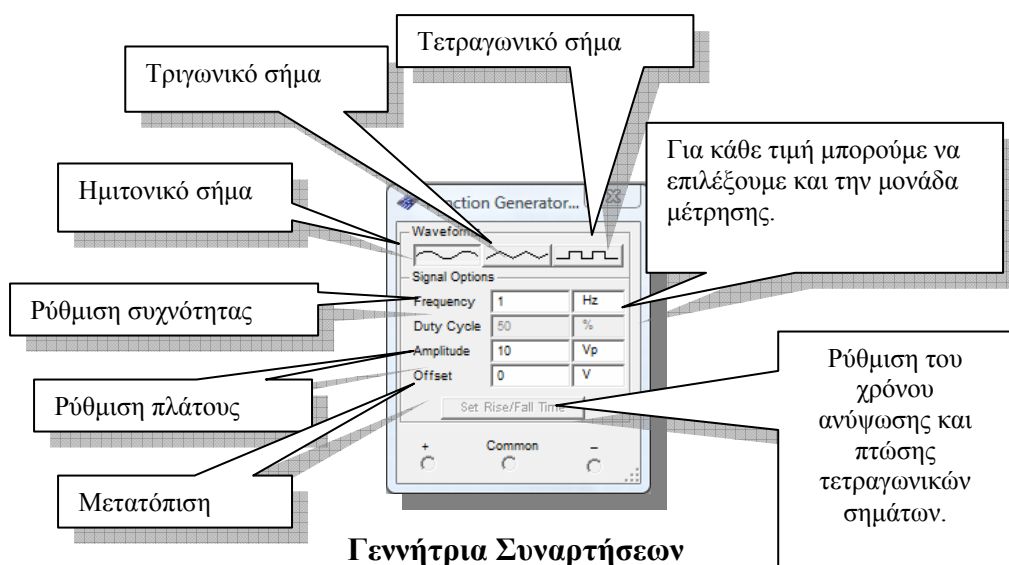 Τετραγωνικό σήμα
Τριγωνικό σήμα
Για κάθε τιμή μπορούμε να
επιλέξουμε και την μονάδα
μέτρησης.
Ημιτονικό σήμα
nction Generator...
Waveforms
Signal Options
Ρύθμιση συχνότητας
Frequency 1 Hz
Duty Cycle 50 %
Amplitude 10 Vp
Offset 0 V
Set Rise/Fall Time
Ρύθμιση πλάτους
Ρύθμιση του
χρόνου
ανύψωσης και
πτώσης
τετραγωνικών
σημάτων.
+ Common –
Μετατόπιση
Γεννήτρια Συναρτήσεων